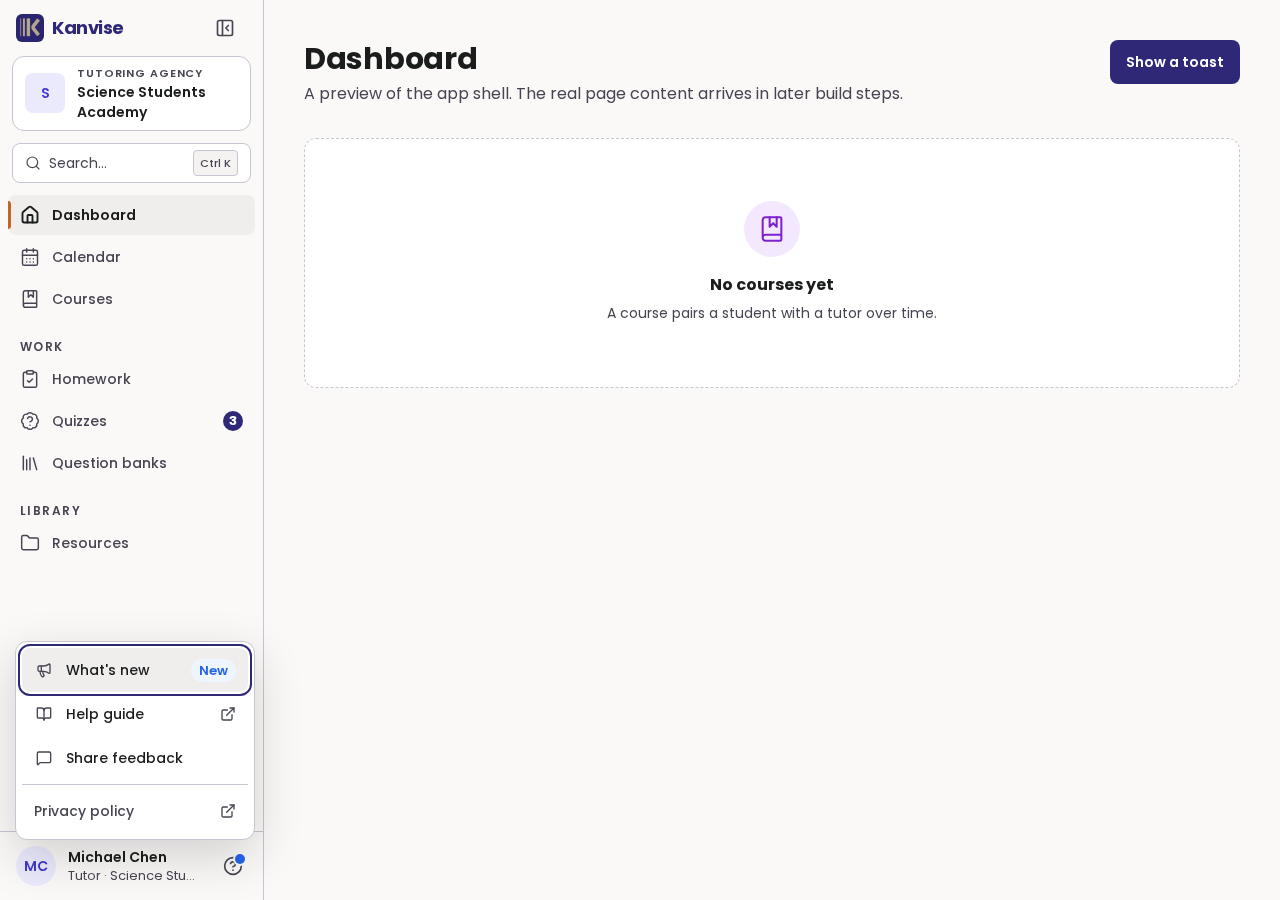 Kanvise
TUTORING AGENCY
S
Science Students
Academy
Search...
Ctrl K
Dashboard
Calendar
Courses
WORK
Homework
Quizzes
3
Question banks
LIBRARY
Resources
What's new
New
Help guide
Share feedback
Privacy policy
MC
Michael Chen
Tutor · Science Stu...
Dashboard
A preview of the app shell. The real page content arrives in later build steps.
Show a toast
No courses yet
A course pairs a student with a tutor over time.